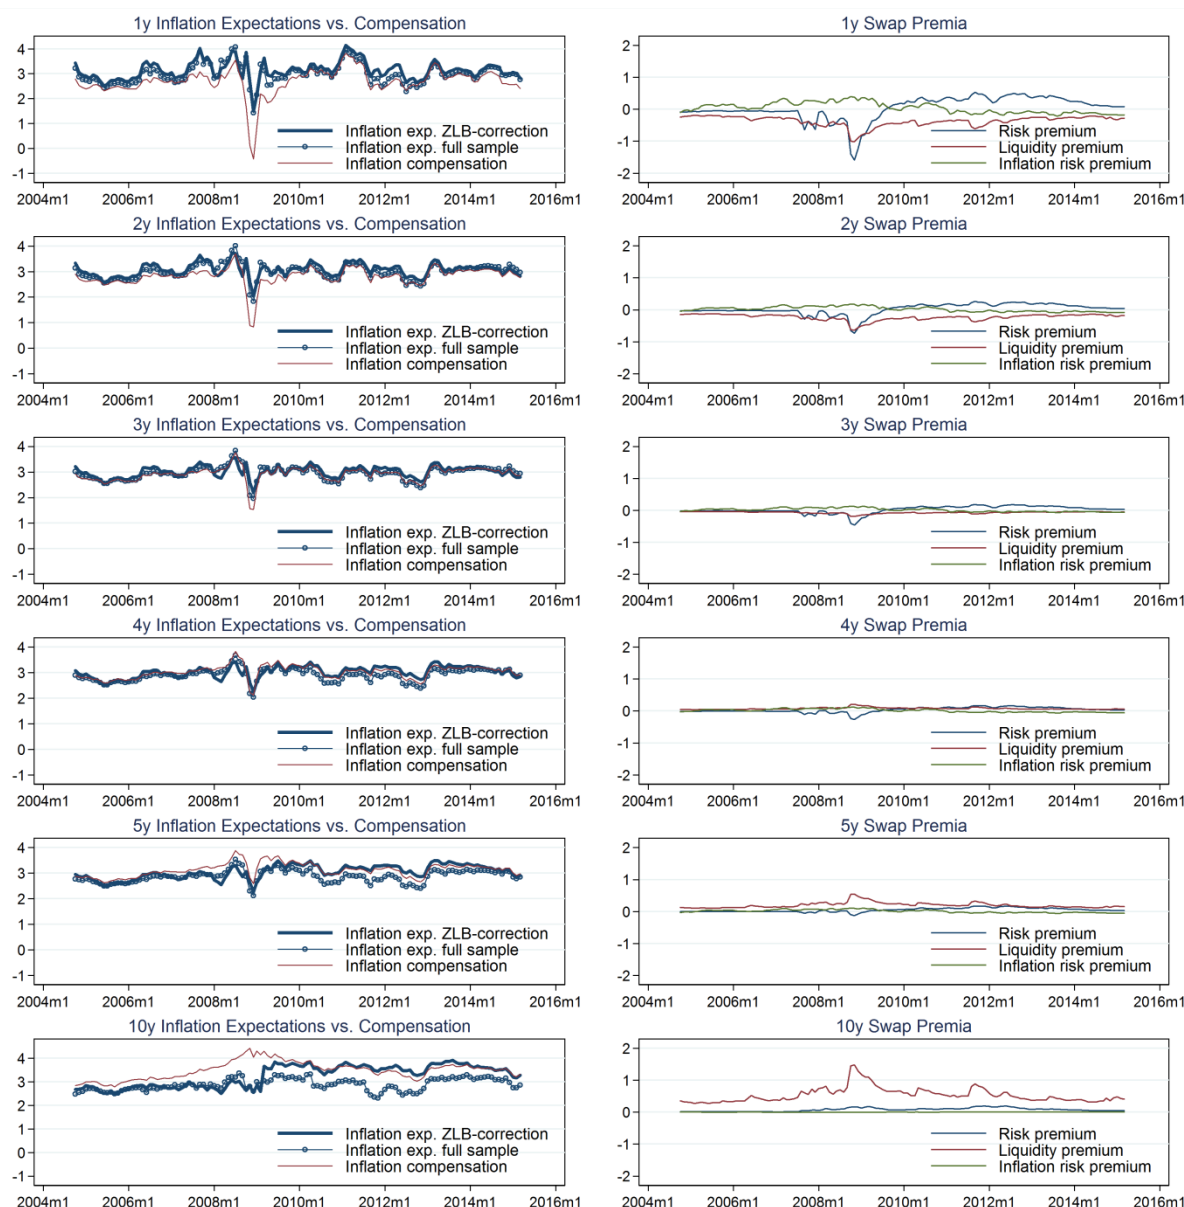 1y Inflation Expectations vs. Compensation
4
3
2
1
0
-1
Inflation exp. ZLB-correction
Inflation exp. full sample
Inflation compensation
2004m1 2006m1 2008m1 2010m1 2012m1 2014m1 2016m1
1y Swap Premia
2
1
0
-1
-2
Risk premium
Liquidity premium
Inflation risk premium
2004m1 2006m1 2008m1 2010m1 2012m1 2014m1 2016m1
2y Inflation Expectations vs. Compensation
4
3
2
1
0
-1
Inflation exp. ZLB-correction
Inflation exp. full sample
Inflation compensation
2004m1 2006m1 2008m1 2010m1 2012m1 2014m1 2016m1
2y Swap Premia
2
1
0
-1
-2
Risk premium
Liquidity premium
Inflation risk premium
2004m1 2006m1 2008m1 2010m1 2012m1 2014m1 2016m1
3y Inflation Expectations vs. Compensation
4
3
2
1
0
-1
Inflation exp. ZLB-correction
Inflation exp. full sample
Inflation compensation
2004m1 2006m1 2008m1 2010m1 2012m1 2014m1 2016m1
3y Swap Premia
2
1
0
-1
-2
Risk premium
Liquidity premium
Inflation risk premium
2004m1 2006m1 2008m1 2010m1 2012m1 2014m1 2016m1
4y Inflation Expectations vs. Compensation
4
3
2
1
0
-1
Inflation exp. ZLB-correction
Inflation exp. full sample
Inflation compensation
2004m1 2006m1 2008m1 2010m1 2012m1 2014m1 2016m1
4y Swap Premia
2
1
0
-1
-2
Risk premium
Liquidity premium
Inflation risk premium
2004m1 2006m1 2008m1 2010m1 2012m1 2014m1 2016m1
5y Inflation Expectations vs. Compensation
4
3
2
1
0
-1
Inflation exp. ZLB-correction
Inflation exp. full sample
Inflation compensation
2004m1 2006m1 2008m1 2010m1 2012m1 2014m1 2016m1
5y Swap Premia
2
1
0
-1
-2
Risk premium
Liquidity premium
Inflation risk premium
2004m1 2006m1 2008m1 2010m1 2012m1 2014m1 2016m1
10y Inflation Expectations vs. Compensation
4
3
2
1
0
-1
Inflation exp. ZLB-correction
Inflation exp. full sample
Inflation compensation
2004m1 2006m1 2008m1 2010m1 2012m1 2014m1 2016m1
10y Swap Premia
2
1
0
-1
-2
Risk premium
Liquidity premium
Inflation risk premium
2004m1 2006m1 2008m1 2010m1 2012m1 2014m1 2016m1